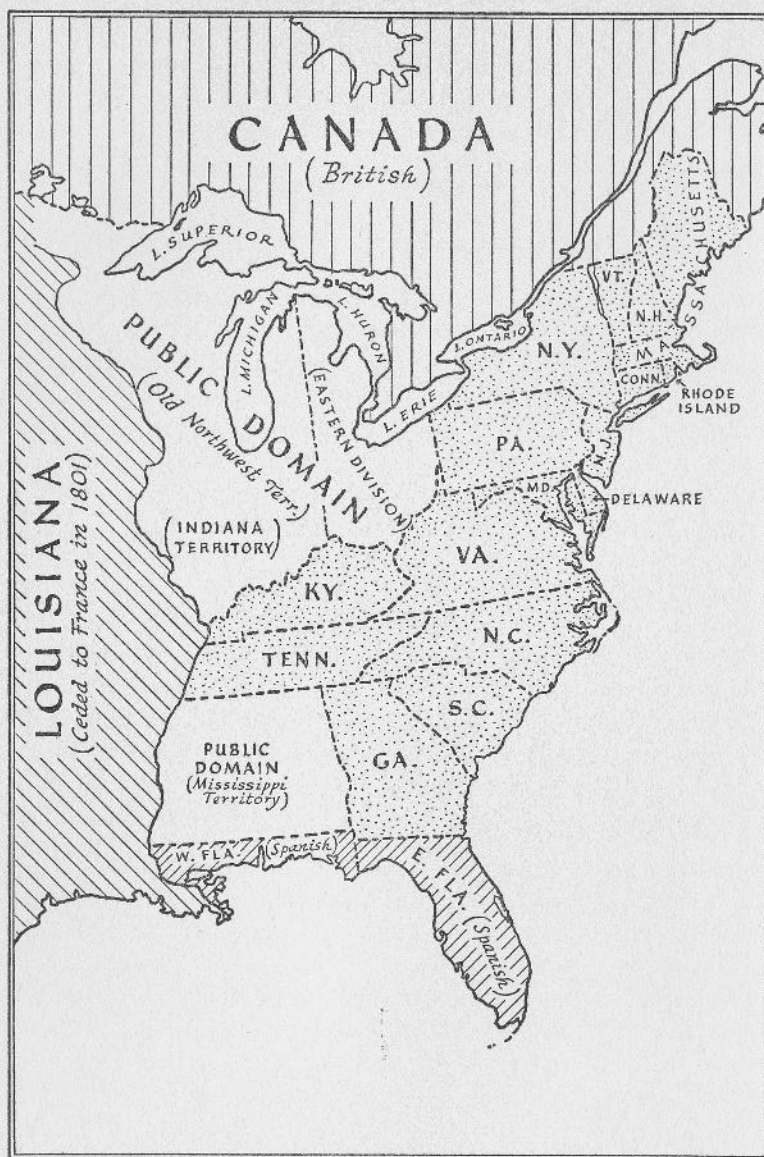 CANADA
(British)
L. SUPERIOR
L. MICHIGAN
L. HURON
L. ONTARIO
L. ERIE
PUBLIC DOMAIN
(Old Northwest Terr.)
(EASTERN DIVISION)
(INDIANA
TERRITORY)
LOUISIANA
(Ceded to France in 1801)
MASSACHUSETTS
VT.
N.H.
N.Y.
CONN.
RHODE
ISLAND
PA.
N.J.
MD.
DELAWARE
VA.
KY.
N.C.
TENN.
S.C.
GA.
PUBLIC
DOMAIN
(Mississippi
Territory)
W. FLA. (Spanish)
E. FLA. (Spanish)